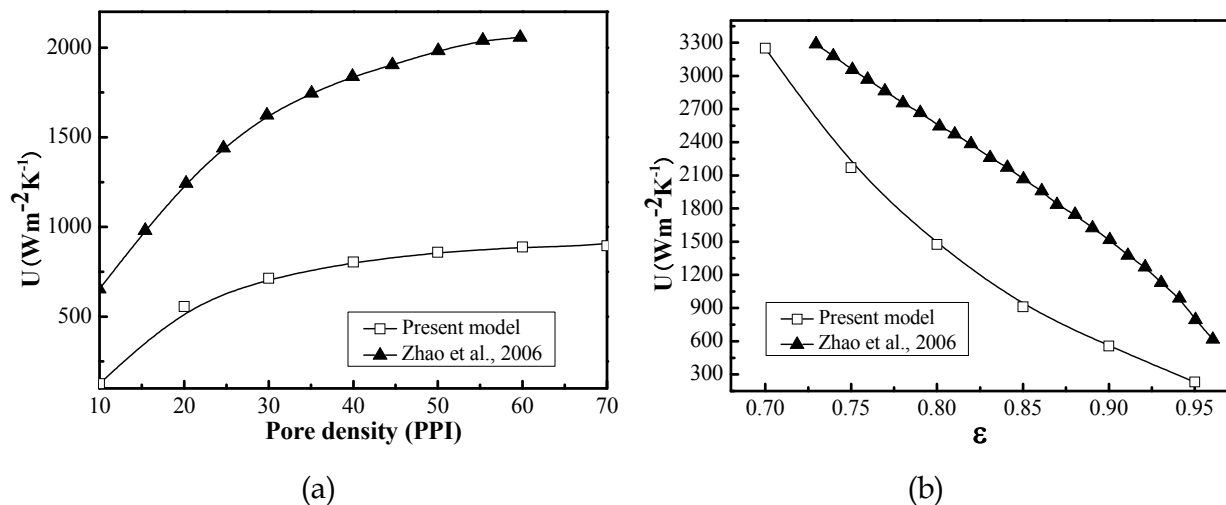 2000
1500
1000
500
U (Wm-2K-1)
Present model
Zhao et al., 2006
10 20 30 40 50 60 70
Pore density (PPI)
(a)
3300
3000
2700
2400
2100
1800
1500
1200
900
600
300
U (Wm-2K-1)
Present model
Zhao et al., 2006
0.70 0.75 0.80 0.85 0.90 0.95
ε
(b)